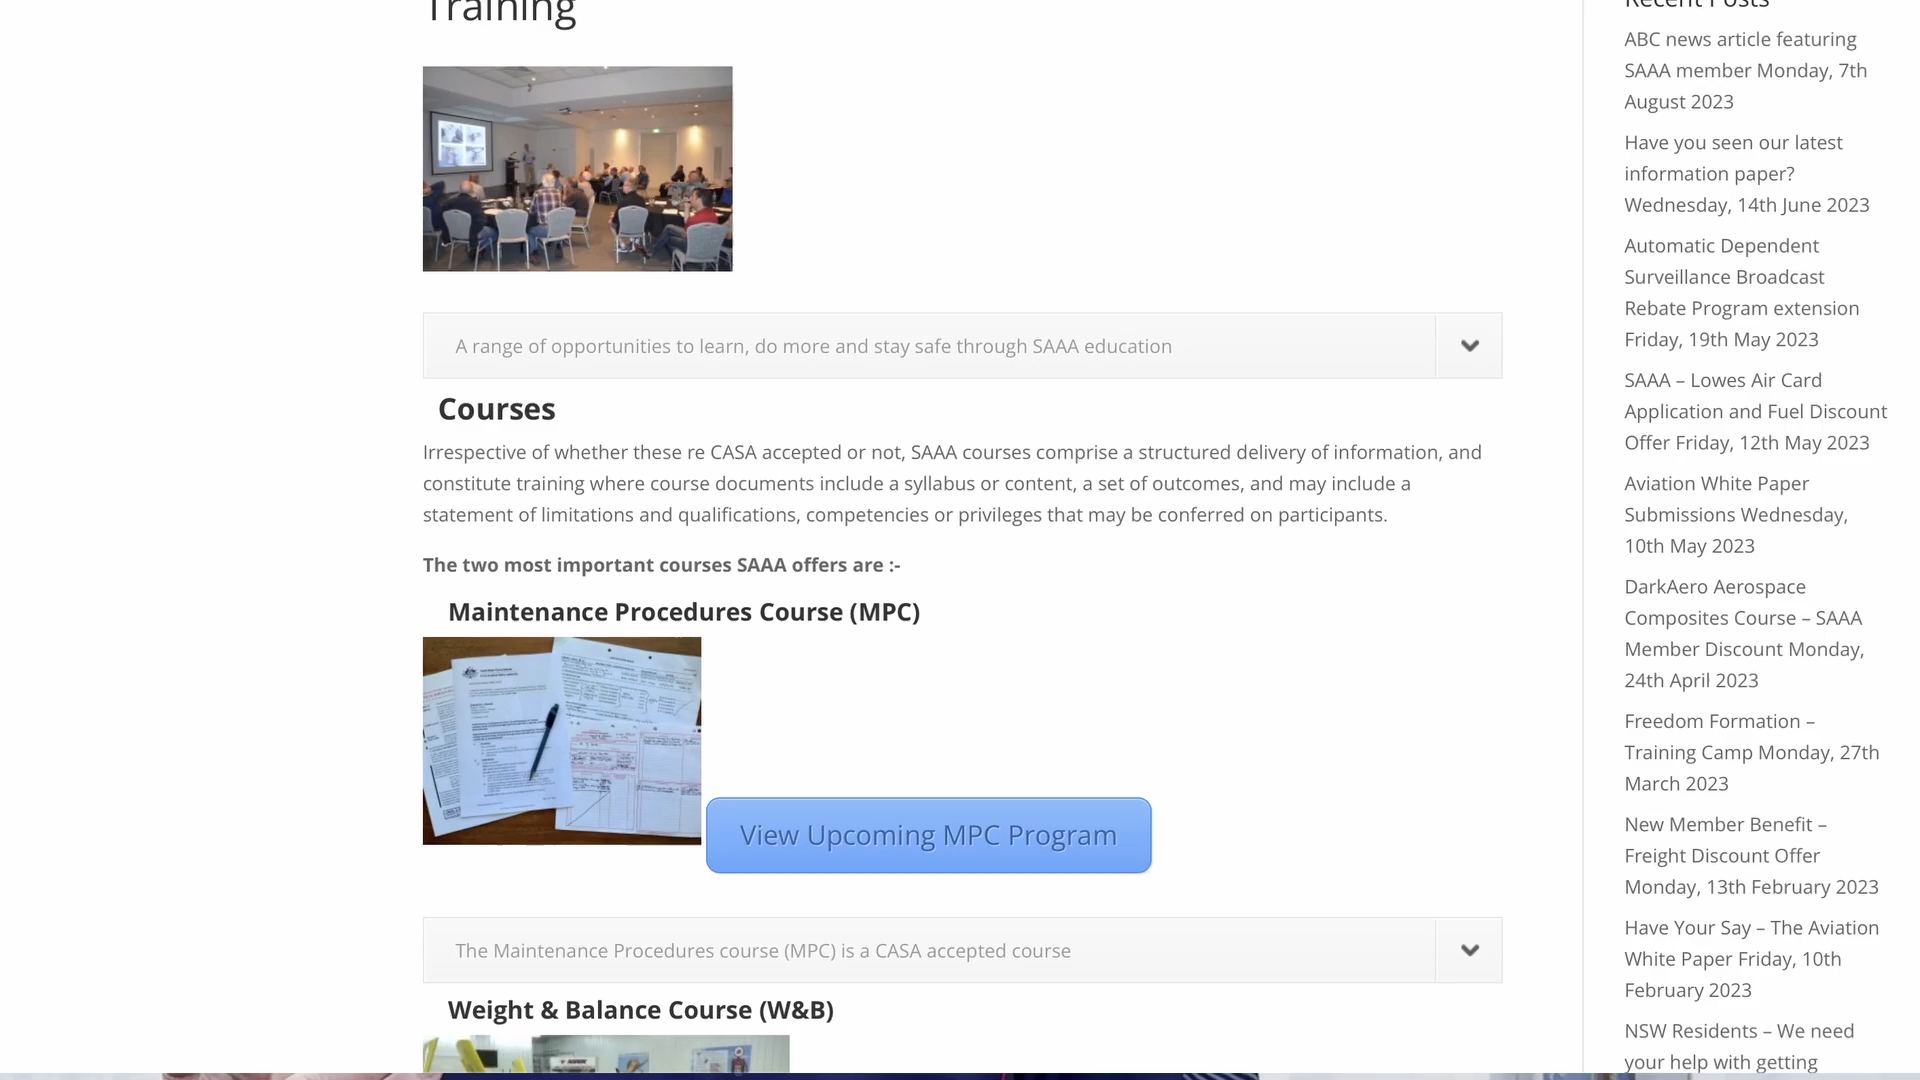 Training
A range of opportunities to learn, do more and stay safe through SAAA education
Courses
Irrespective of whether these re CASA accepted or not, SAAA courses comprise a structured delivery of information, and
constitute training where course documents include a syllabus or content, a set of outcomes, and may include a
statement of limitations and qualifications, competencies or privileges that may be conferred on participants.
The two most important courses SAAA offers are :-
Maintenance Procedures Course (MPC)
View Upcoming MPC Program
The Maintenance Procedures course (MPC) is a CASA accepted course
Weight & Balance Course (W&B)
Recent Posts
ABC news article featuring
SAAA member Monday, 7th
August 2023
Have you seen our latest
information paper?
Wednesday, 14th June 2023
Automatic Dependent
Surveillance Broadcast
Rebate Program extension
Friday, 19th May 2023
SAAA – Lowes Air Card
Application and Fuel Discount
Offer Friday, 12th May 2023
Aviation White Paper
Submissions Wednesday,
10th May 2023
DarkAero Aerospace
Composites Course – SAAA
Member Discount Monday,
24th April 2023
Freedom Formation –
Training Camp Monday, 27th
March 2023
New Member Benefit –
Freight Discount Offer
Monday, 13th February 2023
Have Your Say – The Aviation
White Paper Friday, 10th
February 2023
NSW Residents – We need
your help with getting